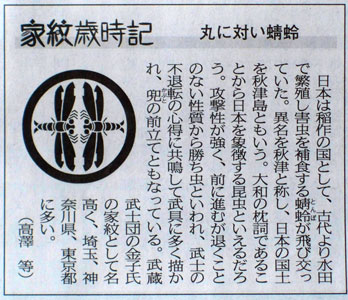 家紋歳時記
丸に対い蜻蛉
日本は稲作の国として、古代より水田
で繁殖し害虫を補食する蜻蛉が飛び交っ
とんぼ
ていた。異名を秋津と称し、日本の国土
を秋津島ともいう。大和の枕詞であるこ
とから日本を象徴する昆虫といえるだろ
う。攻撃性が強く、前に進むが退くこと
のない性質から勝ち虫といわれ、武士の
不退転の心得に共鳴して武具に多く描か
れ、兜の前立てともなっている。武蔵
かぶと
武士団の金子氏
の家紋として名
高く、埼玉、神
奈川県、東京都
に多い。
（高澤 等）